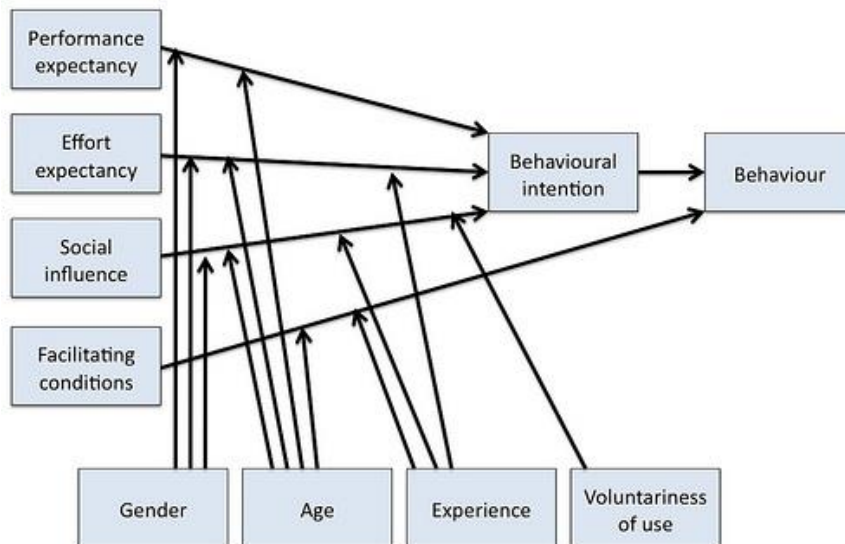 Performance
expectancy
Effort
expectancy
Behavioural
intention
Behaviour
Social
influence
Facilitating
conditions
Gender
Age
Experience
Voluntariness
of use